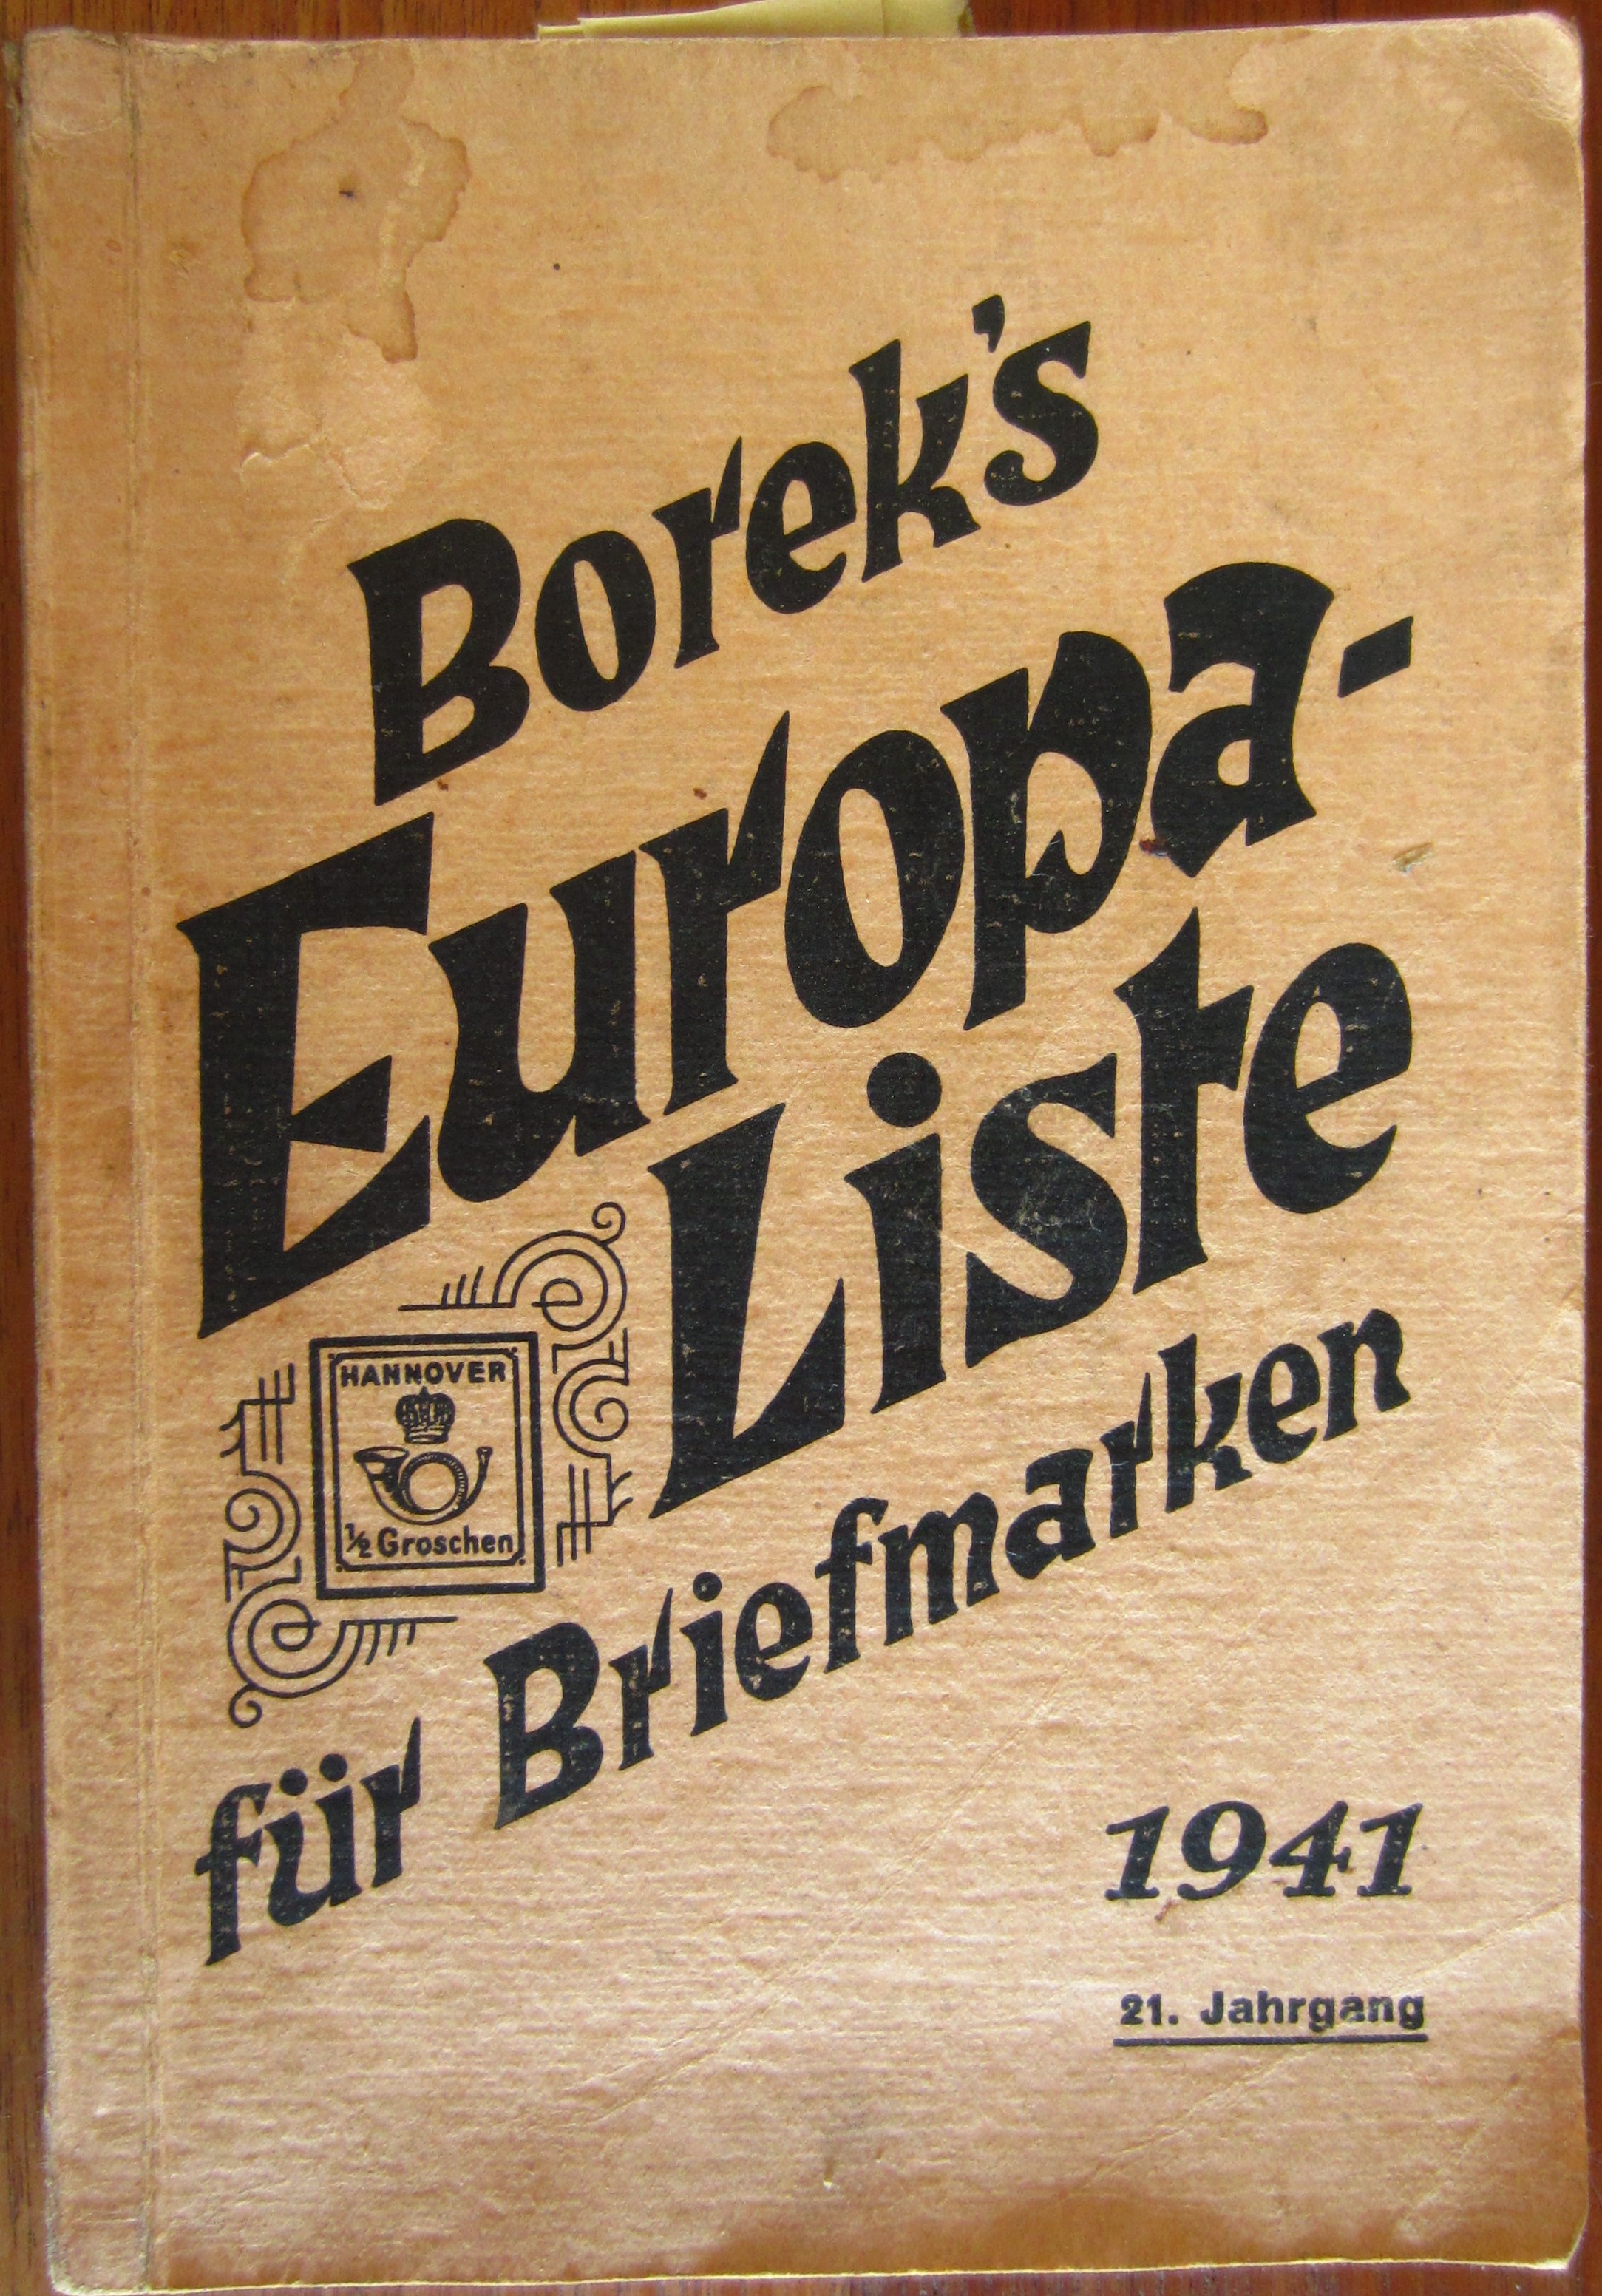 Borek's
Europa-
Liste
HANNOVER
½ Groschen
für Briefmarken
1941
21. Jahrgang